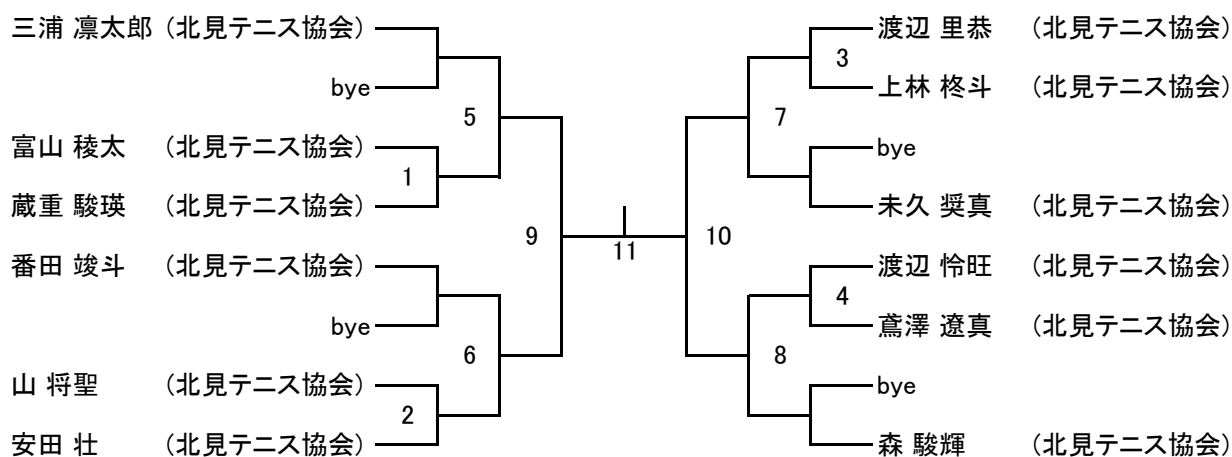 三浦 凛太郎 (北見テニス協会)
bye
5
富山 稜太 (北見テニス協会)
1
蔵重 駿瑛 (北見テニス協会)
9
番田 竣斗 (北見テニス協会)
bye
6
山 将聖 (北見テニス協会)
2
安田 壮 (北見テニス協会)
11
渡辺 里恭 (北見テニス協会)
3
上林 柊斗 (北見テニス協会)
7
bye
未久 奨真 (北見テニス協会)
10
渡辺 怜旺 (北見テニス協会)
4
鳶澤 遼真 (北見テニス協会)
8
bye
森 駿輝 (北見テニス協会)